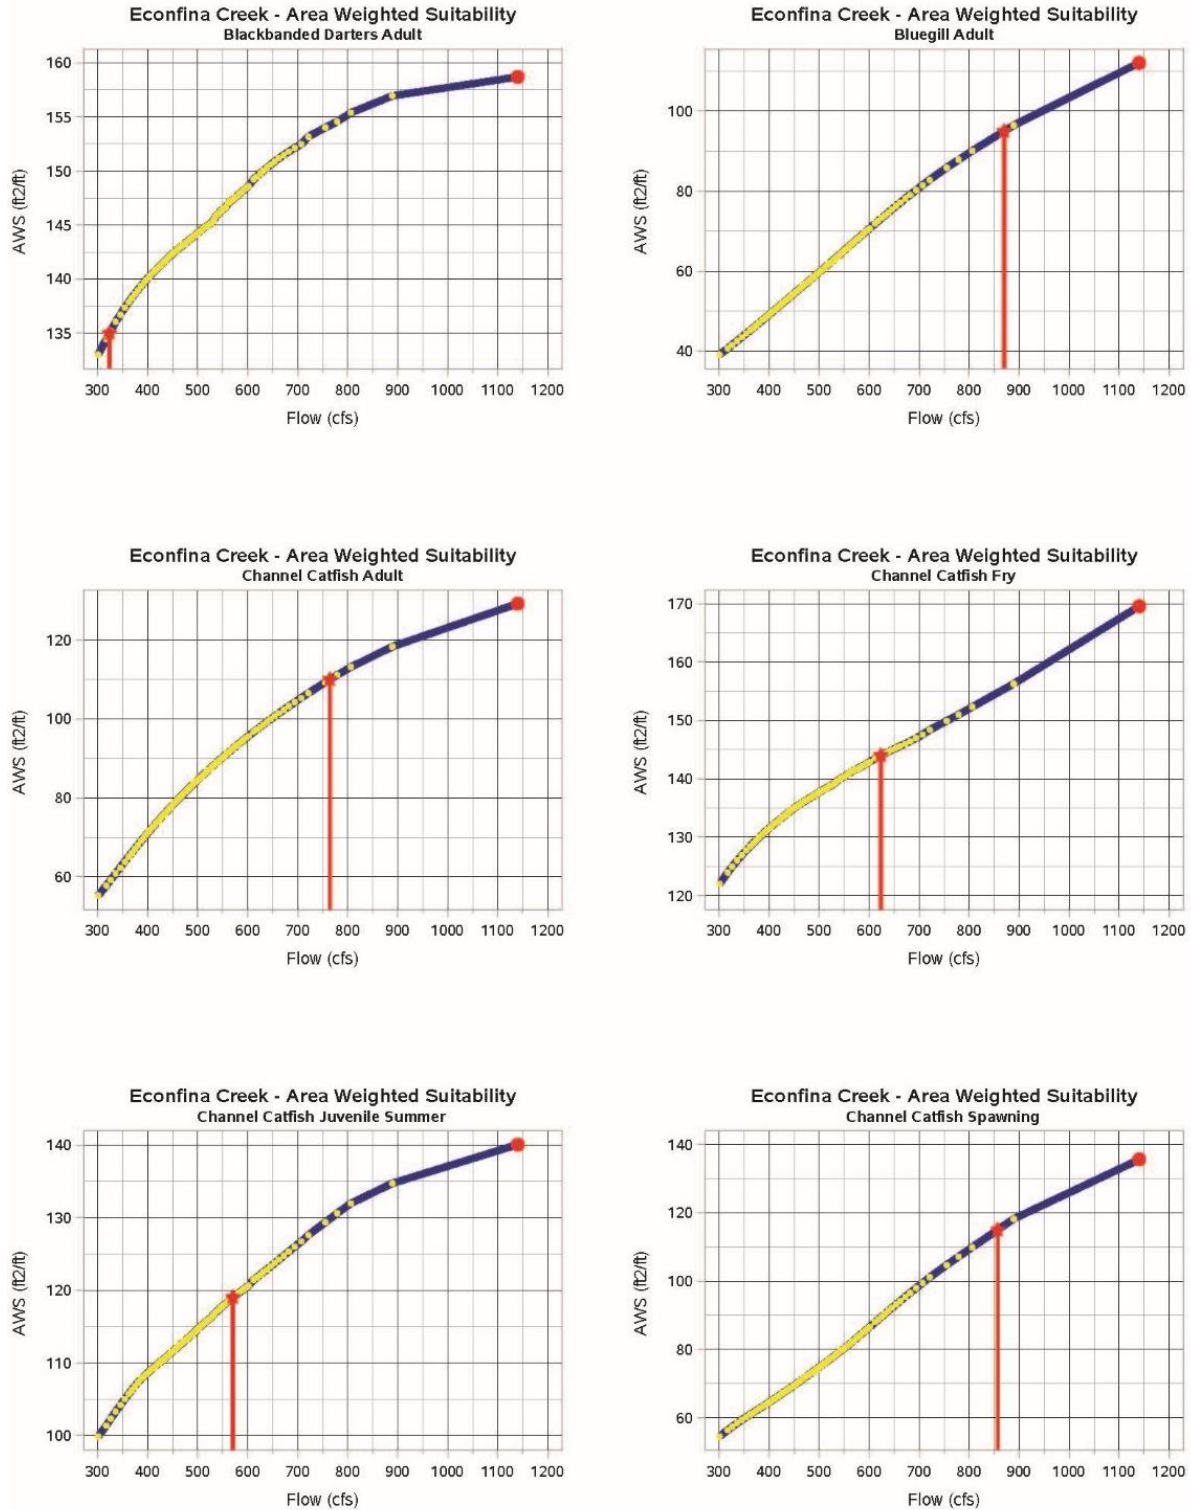 Econfina Creek - Area Weighted Suitability
Blackbanded Darters Adult
160
155
150
145
140
135
AWS (ft2/ft)
300 400 500 600 700 800 900 1000 1100 1200
Flow (cfs)
Econfina Creek - Area Weighted Suitability
Bluegill Adult
100
80
60
40
AWS (ft2/ft)
300 400 500 600 700 800 900 1000 1100 1200
Flow (cfs)
Econfina Creek - Area Weighted Suitability
Channel Catfish Adult
120
100
80
60
AWS (ft2/ft)
300 400 500 600 700 800 900 1000 1100 1200
Flow (cfs)
Econfina Creek - Area Weighted Suitability
Channel Catfish Fry
170
160
150
140
130
120
AWS (ft2/ft)
300 400 500 600 700 800 900 1000 1100 1200
Flow (cfs)
Econfina Creek - Area Weighted Suitability
Channel Catfish Juvenile Summer
140
130
120
110
100
AWS (ft2/ft)
300 400 500 600 700 800 900 1000 1100 1200
Flow (cfs)
Econfina Creek - Area Weighted Suitability
Channel Catfish Spawning
140
120
100
80
60
AWS (ft2/ft)
300 400 500 600 700 800 900 1000 1100 1200
Flow (cfs)